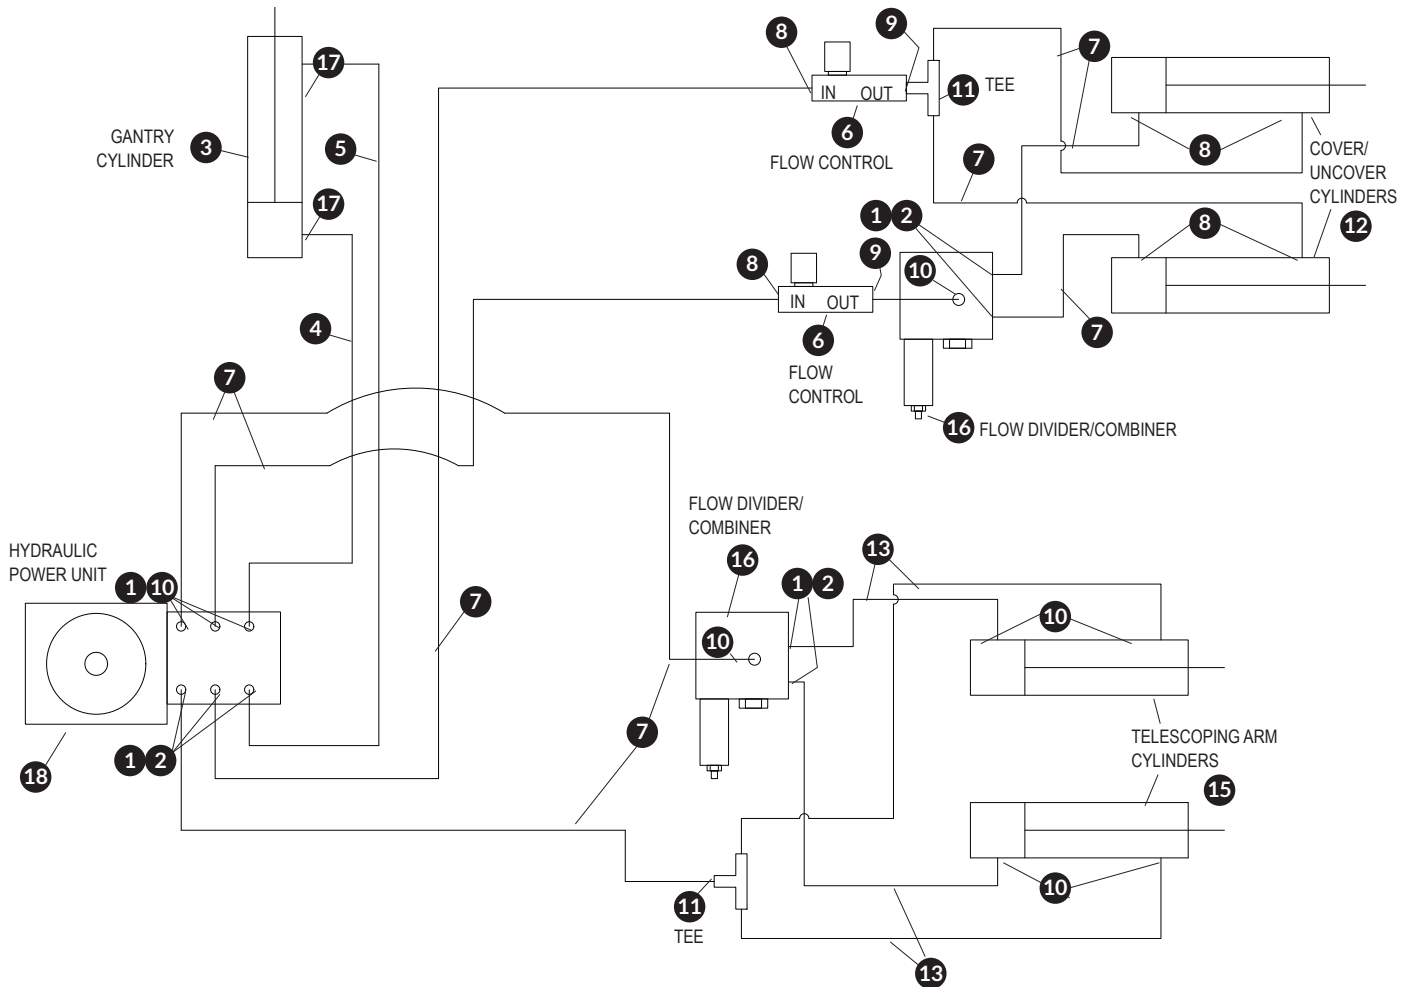 8
9
7
17
IN OUT
11 TEE
GANTRY
CYLINDER
3
5
6
FLOW CONTROL
7
8
COVER/
UNCOVER
CYLINDERS
12
17
1 2
8
9
8
10
IN OUT
4
6
7
FLOW
CONTROL
7
16 FLOW DIVIDER/COMBINER
FLOW DIVIDER/
COMBINER
HYDRAULIC
POWER UNIT
1 10
16
13
1 2
7
10
10
7
TELESCOPING ARM
CYLINDERS
15
1 2
18
10
11
TEE
13